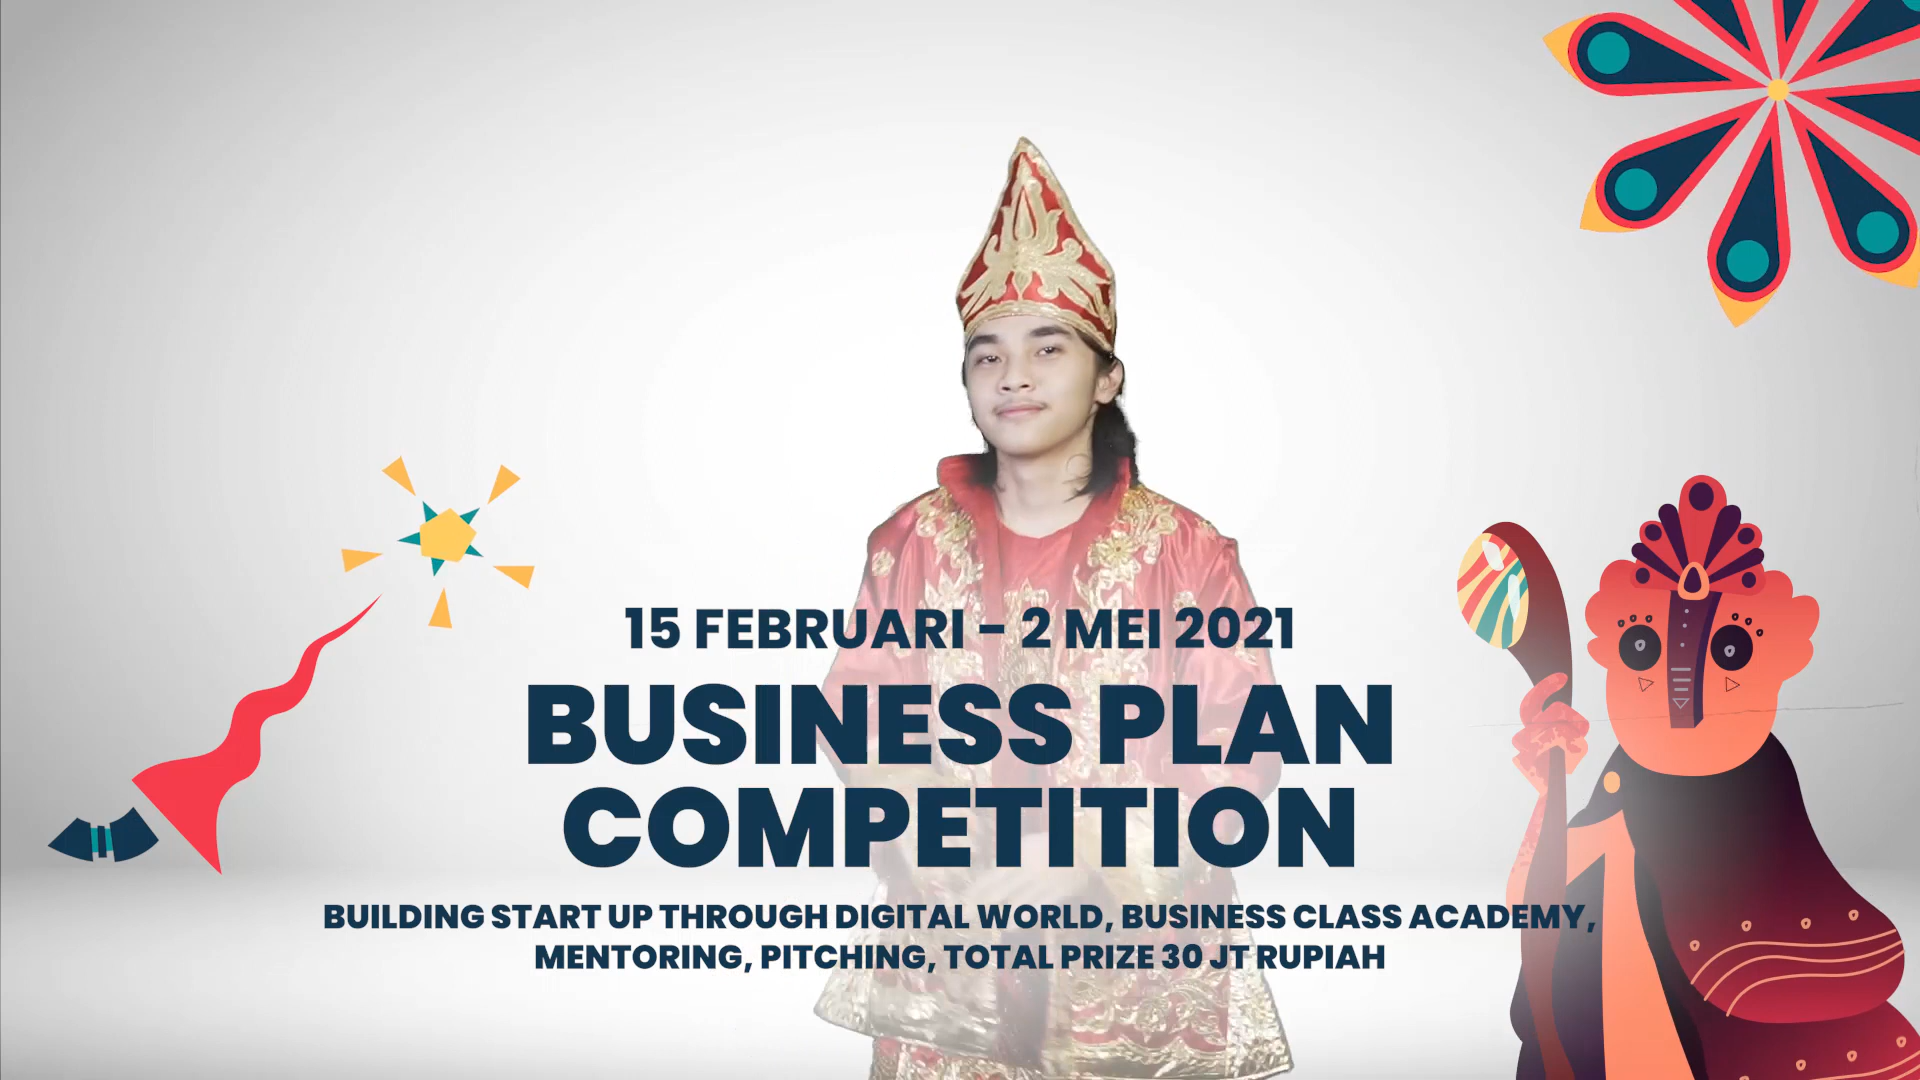 15 FEBRUARI - 2 MEI 2021
BUSINESS PLAN
COMPETITION
BUILDING START UP THROUGH DIGITAL WORLD, BUSINESS CLASS ACADEMY,
MENTORING, PITCHING, TOTAL PRIZE 30 JT RUPIAH